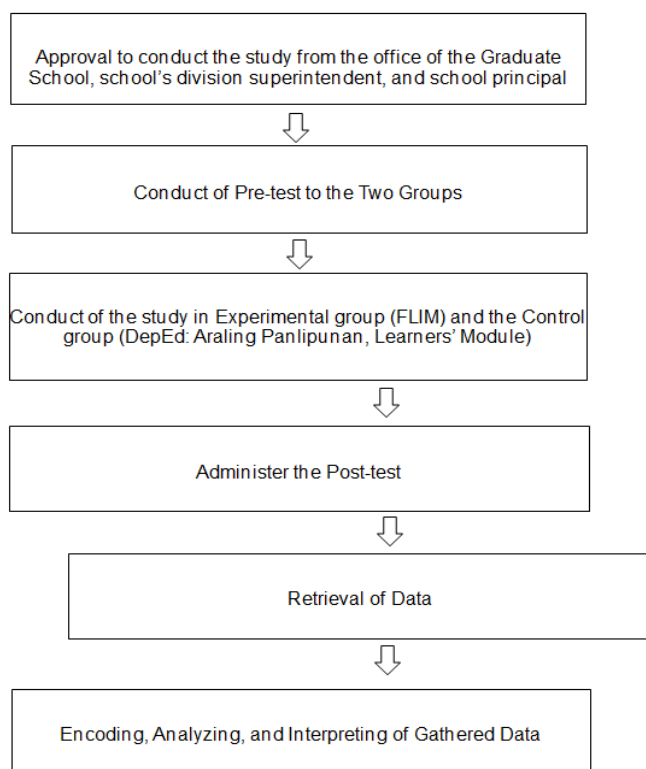 Approval to conduct the study from the office of the Graduate
School, school's division superintendent, and school principal
Conduct of Pre-test to the Two Groups
Conduct of the study in Experimental group (FLIM) and the Control
group (DepEd: Araling Panlipunan, Learners' Module)
Administer the Post-test
Retrieval of Data
Encoding, Analyzing, and Interpreting of Gathered Data